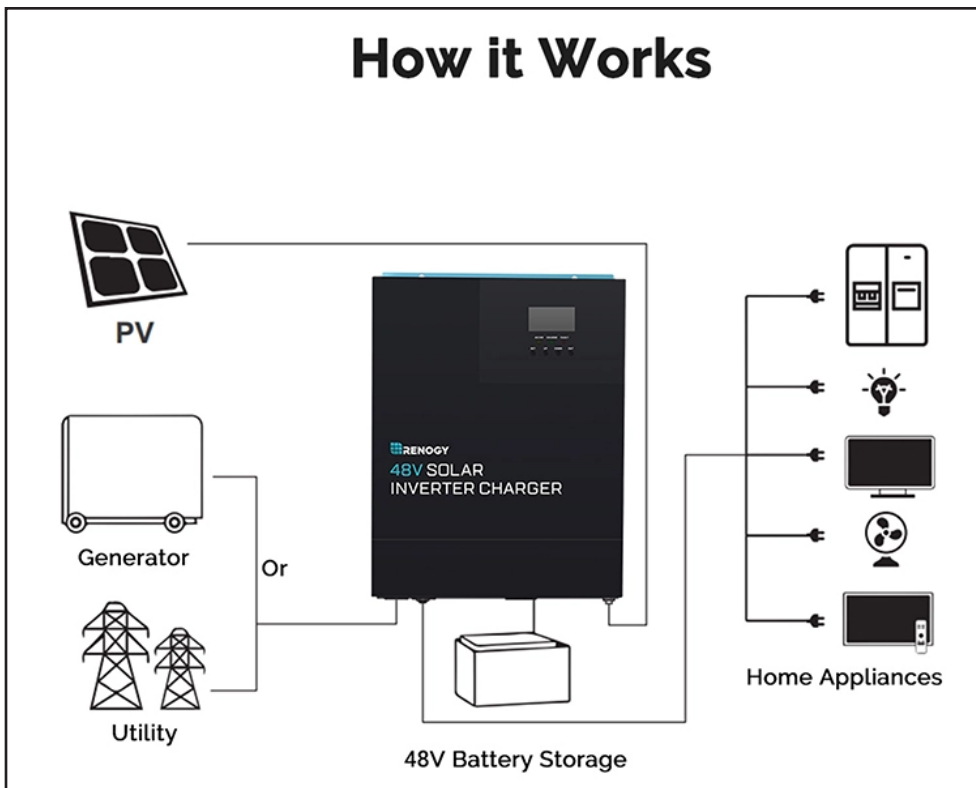 How it Works
PV
Generator
Or
Utility
RENOGY
48V SOLAR
INVERTER CHARGER
48V Battery Storage
Home Appliances